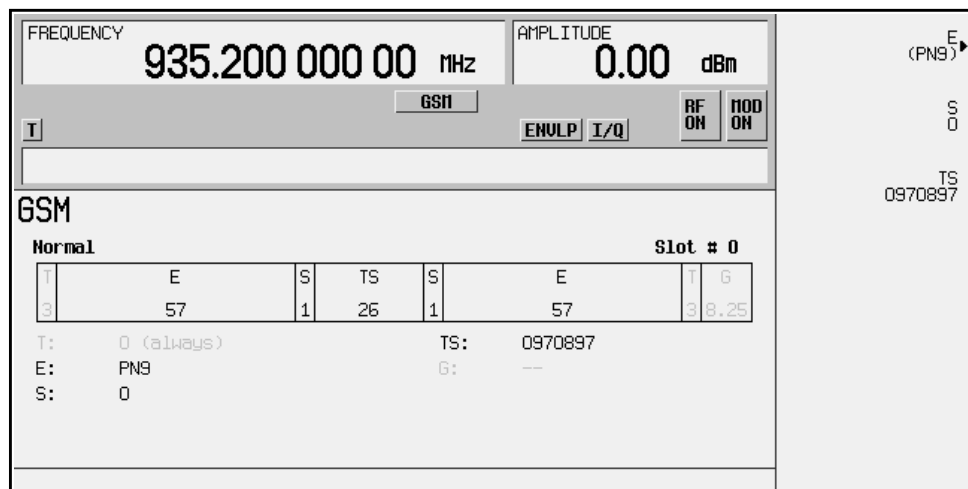 FREQUENCY
935.200 000 00 MHz
AMPLITUDE
0.00 dBm
GSM
RF ON
MOD ON
T
ENVLP
I/Q
GSM
Normal
Slot # 0
T E S TS S E T G
3 57 1 26 1 57 3 8.25
T: 0 (always)
TS: 0970897
E: PN9
G: --
S: 0
E
(PN9)
S
0
TS
0970897